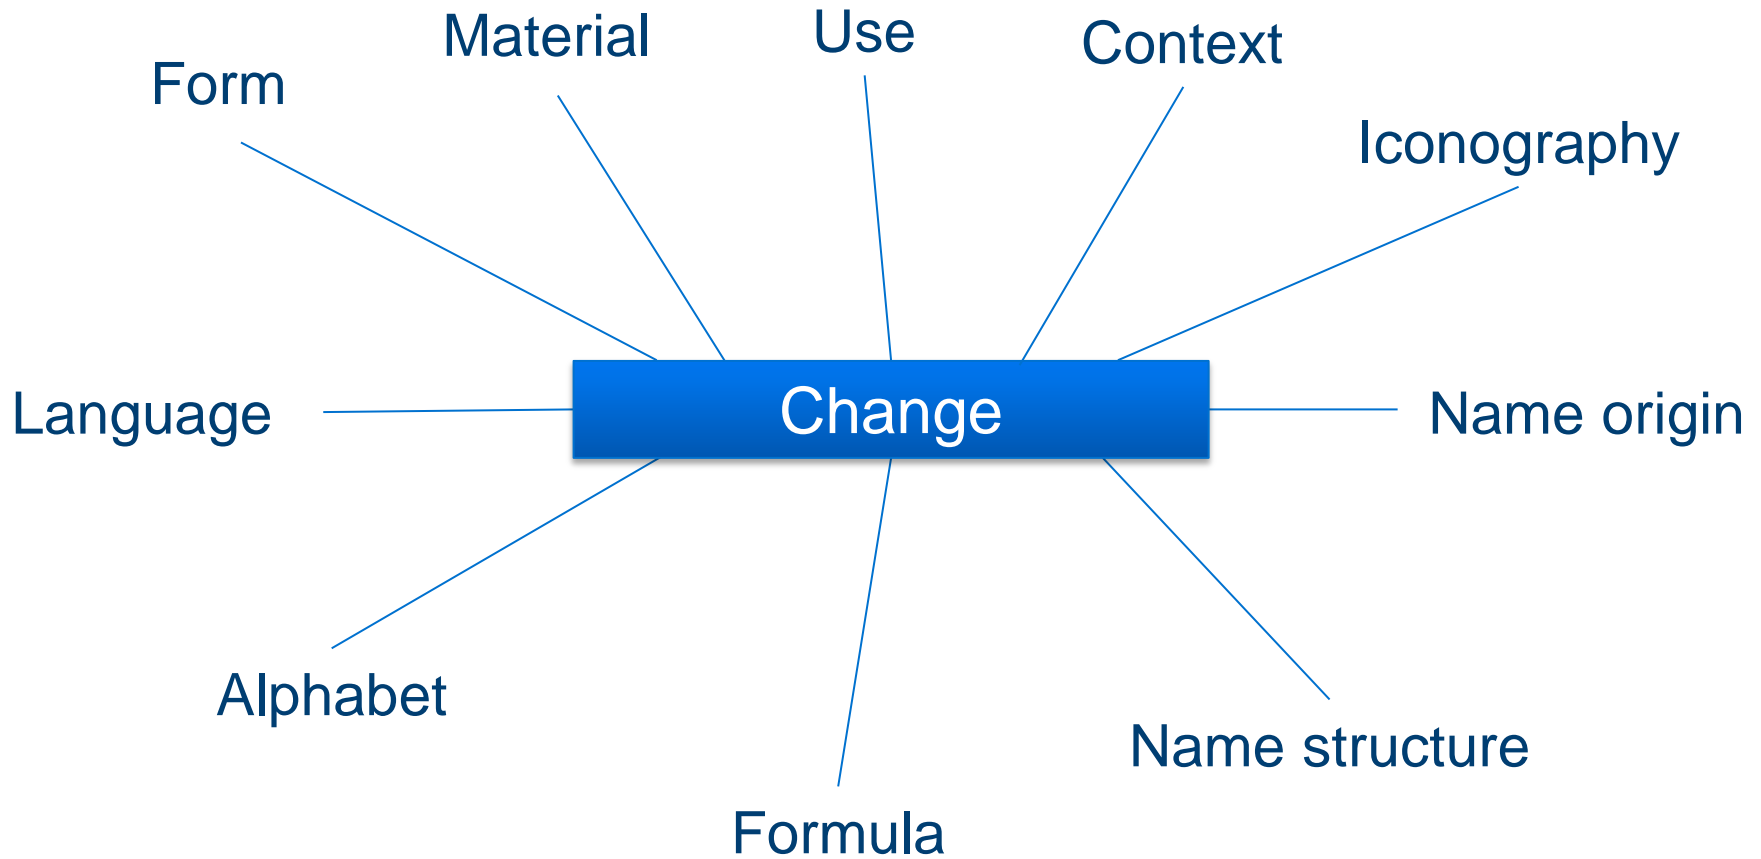 Use
Material
Context
Form
Iconography
Change
Language
Name origin
Alphabet
Name structure
Formula